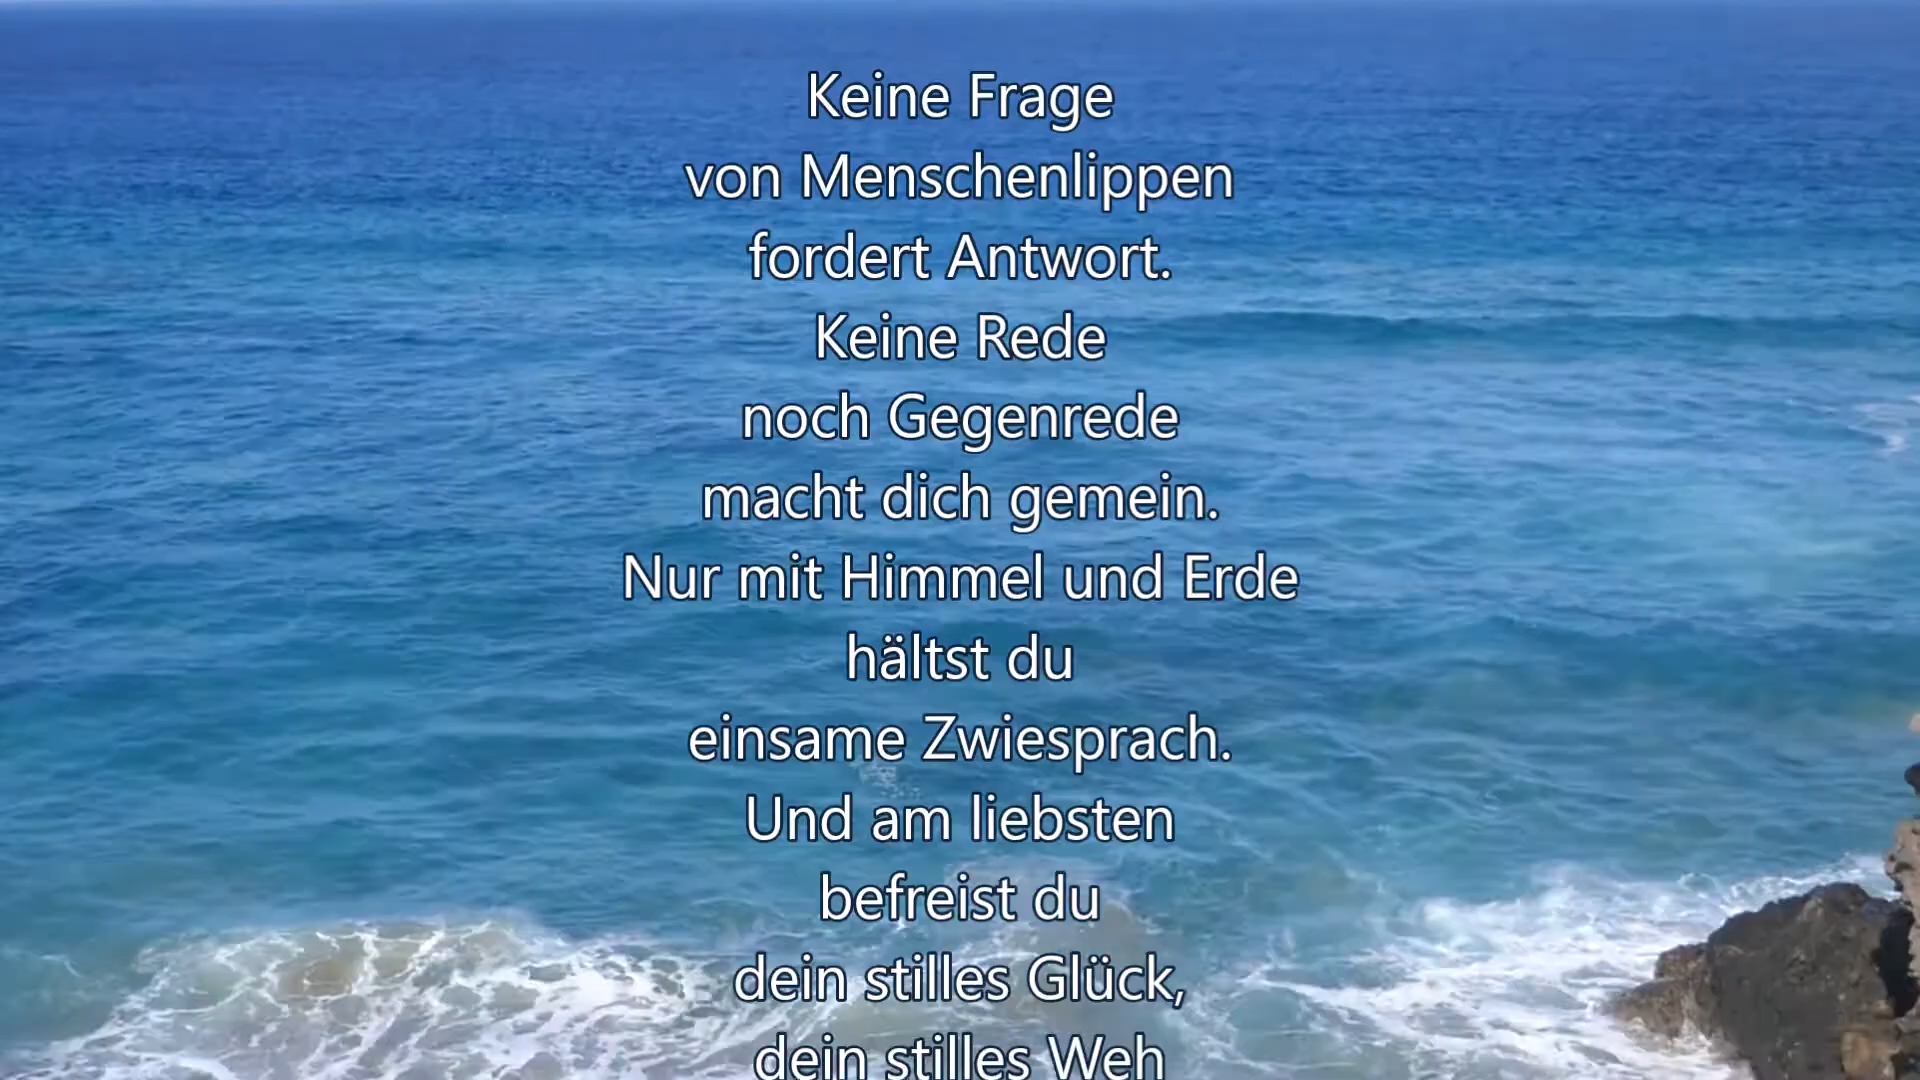 Keine Frage
von Menschenlippen
fordert Antwort.
Keine Rede
noch Gegenrede
macht dich gemein.
Nur mit Himmel und Erde
hältst du
einsame Zwiesprach.
Und am liebsten
befreist du
dein stilles Glück,
dein stilles Weh